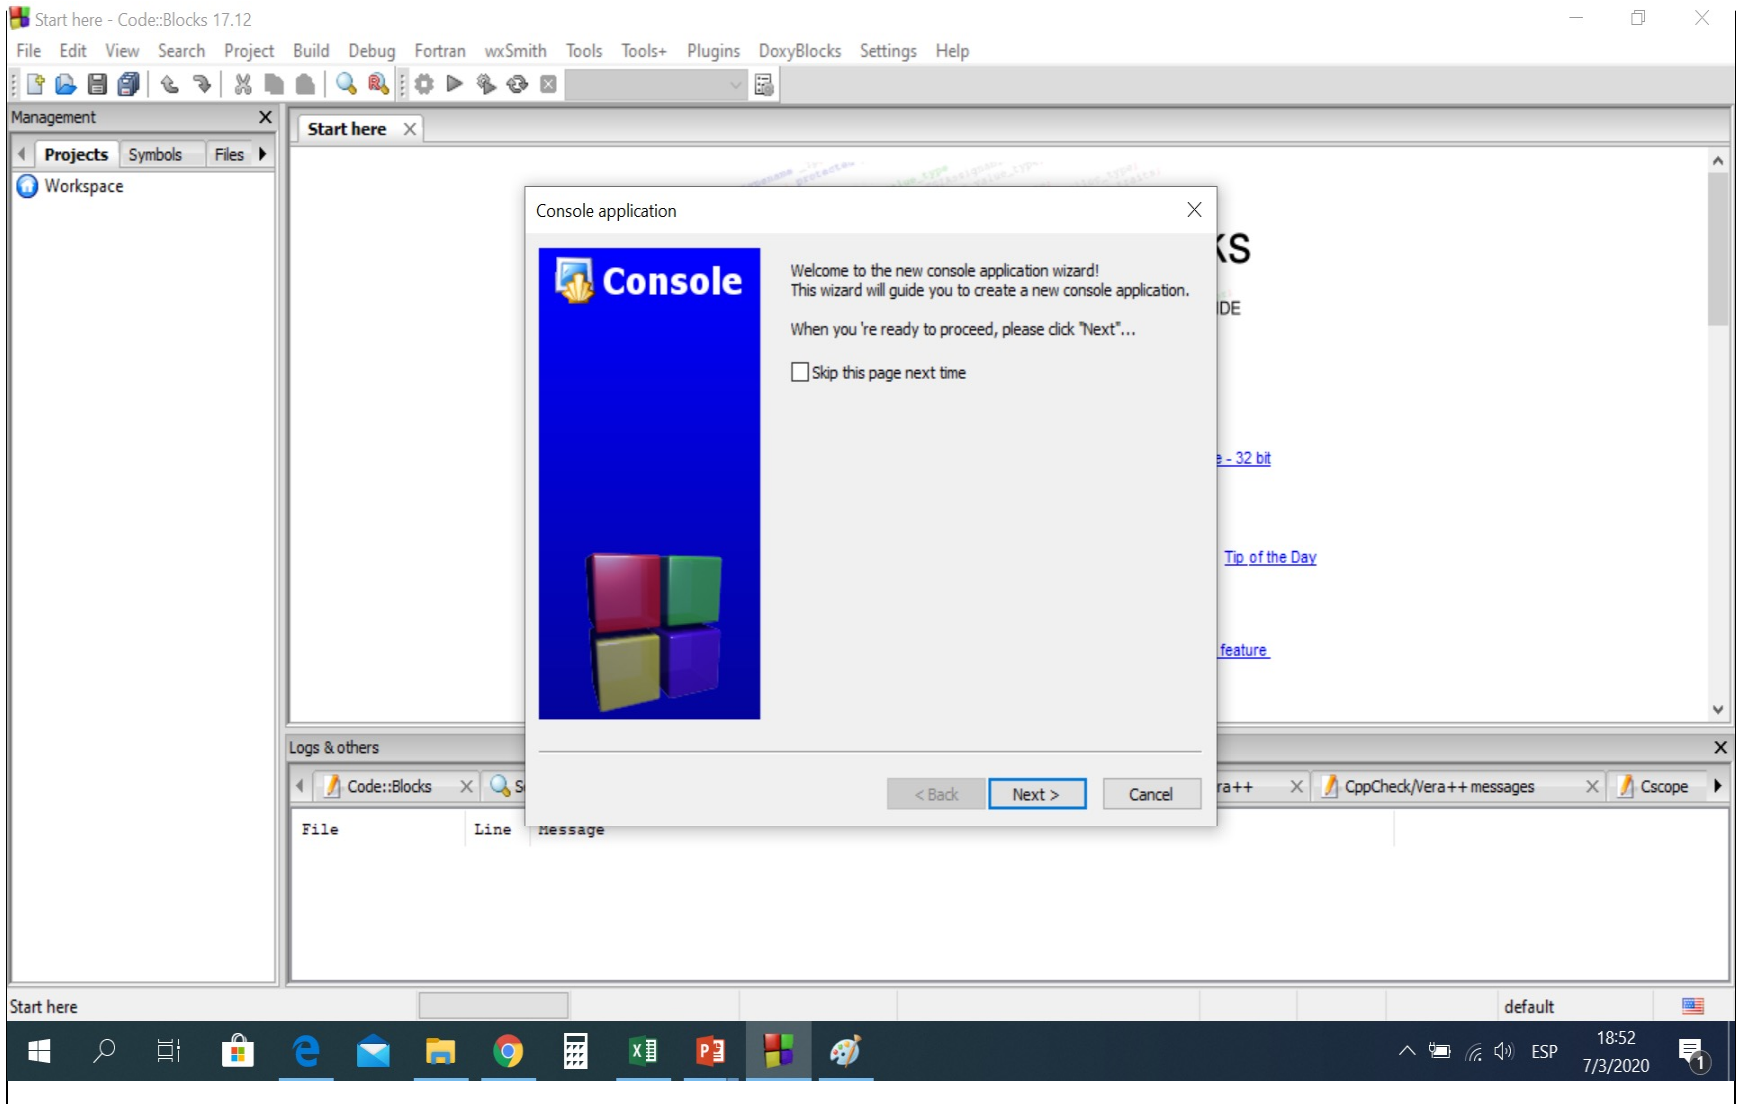 Start here - Code::Blocks 17.12
File Edit View Search Project Build Debug Fortran wxSmith Tools Tools+ Plugins DoxyBlocks Settings Help
Management
Start here
Projects Symbols Files
Workspace
Console application
KS
Console
Welcome to the new console application wizard!
This wizard will guide you to create a new console application.
IDE
When you 're ready to proceed, please click "Next"...
Skip this page next time
e - 32 bit
Tip of the Day
feature
Logs & others
Code::Blocks
ra++ CppCheck/Vera++ messages Cscope
< Back Next > Cancel
File Line Message
Start here default
ESP
18:52
7/3/2020
1